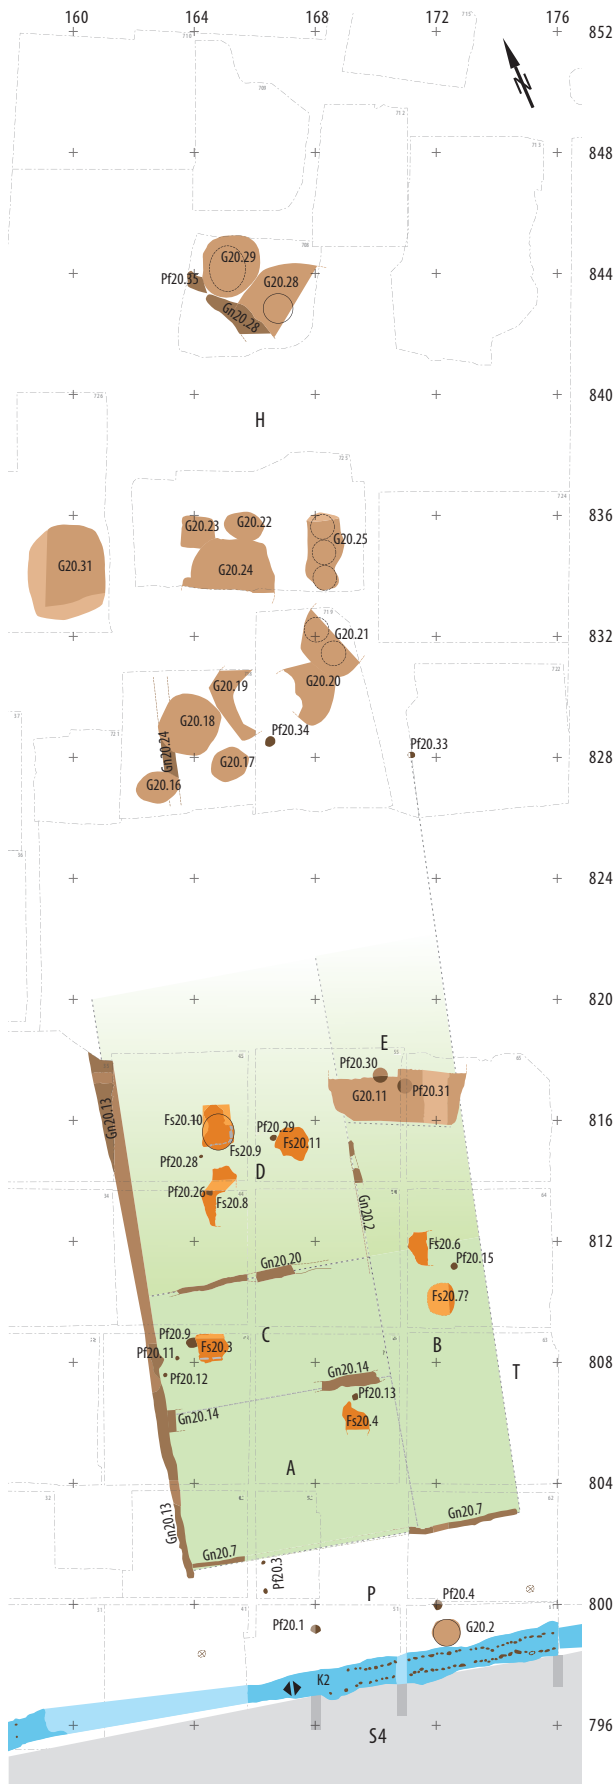 160 164 168 172 176
852
N
848
G20.29
844
Pf20.35
G20.28
Gn20.28
840
H
836
G20.23
G20.22
G20.25
G20.31
G20.24
832
G20.21
G20.19
G20.20
G20.18
Pf20.34
Pf20.33
Gn20.24
828
G20.17
G20.16
824
820
E
Pf20.30
Pf20.31
G20.11
Gn20.13
816
Fs20.10
Pf20.29
Fs20.9
Fs20.11
Pf20.28
D
Pf20.26
Fs20.8
Gn20.2
812
Fs20.6
Gn20.20
Pf20.15
Fs20.7?
C
Pf20.9
Fs20.3
B
Pf20.11
808
T
Pf20.12
Gn20.14
Pf20.13
Gn20.14
Fs20.4
A
804
Gn20.13
Gn20.7
Gn20.7
Pf20.3
P
Pf20.4
800
Pf20.1
G20.2
K2
796
S4